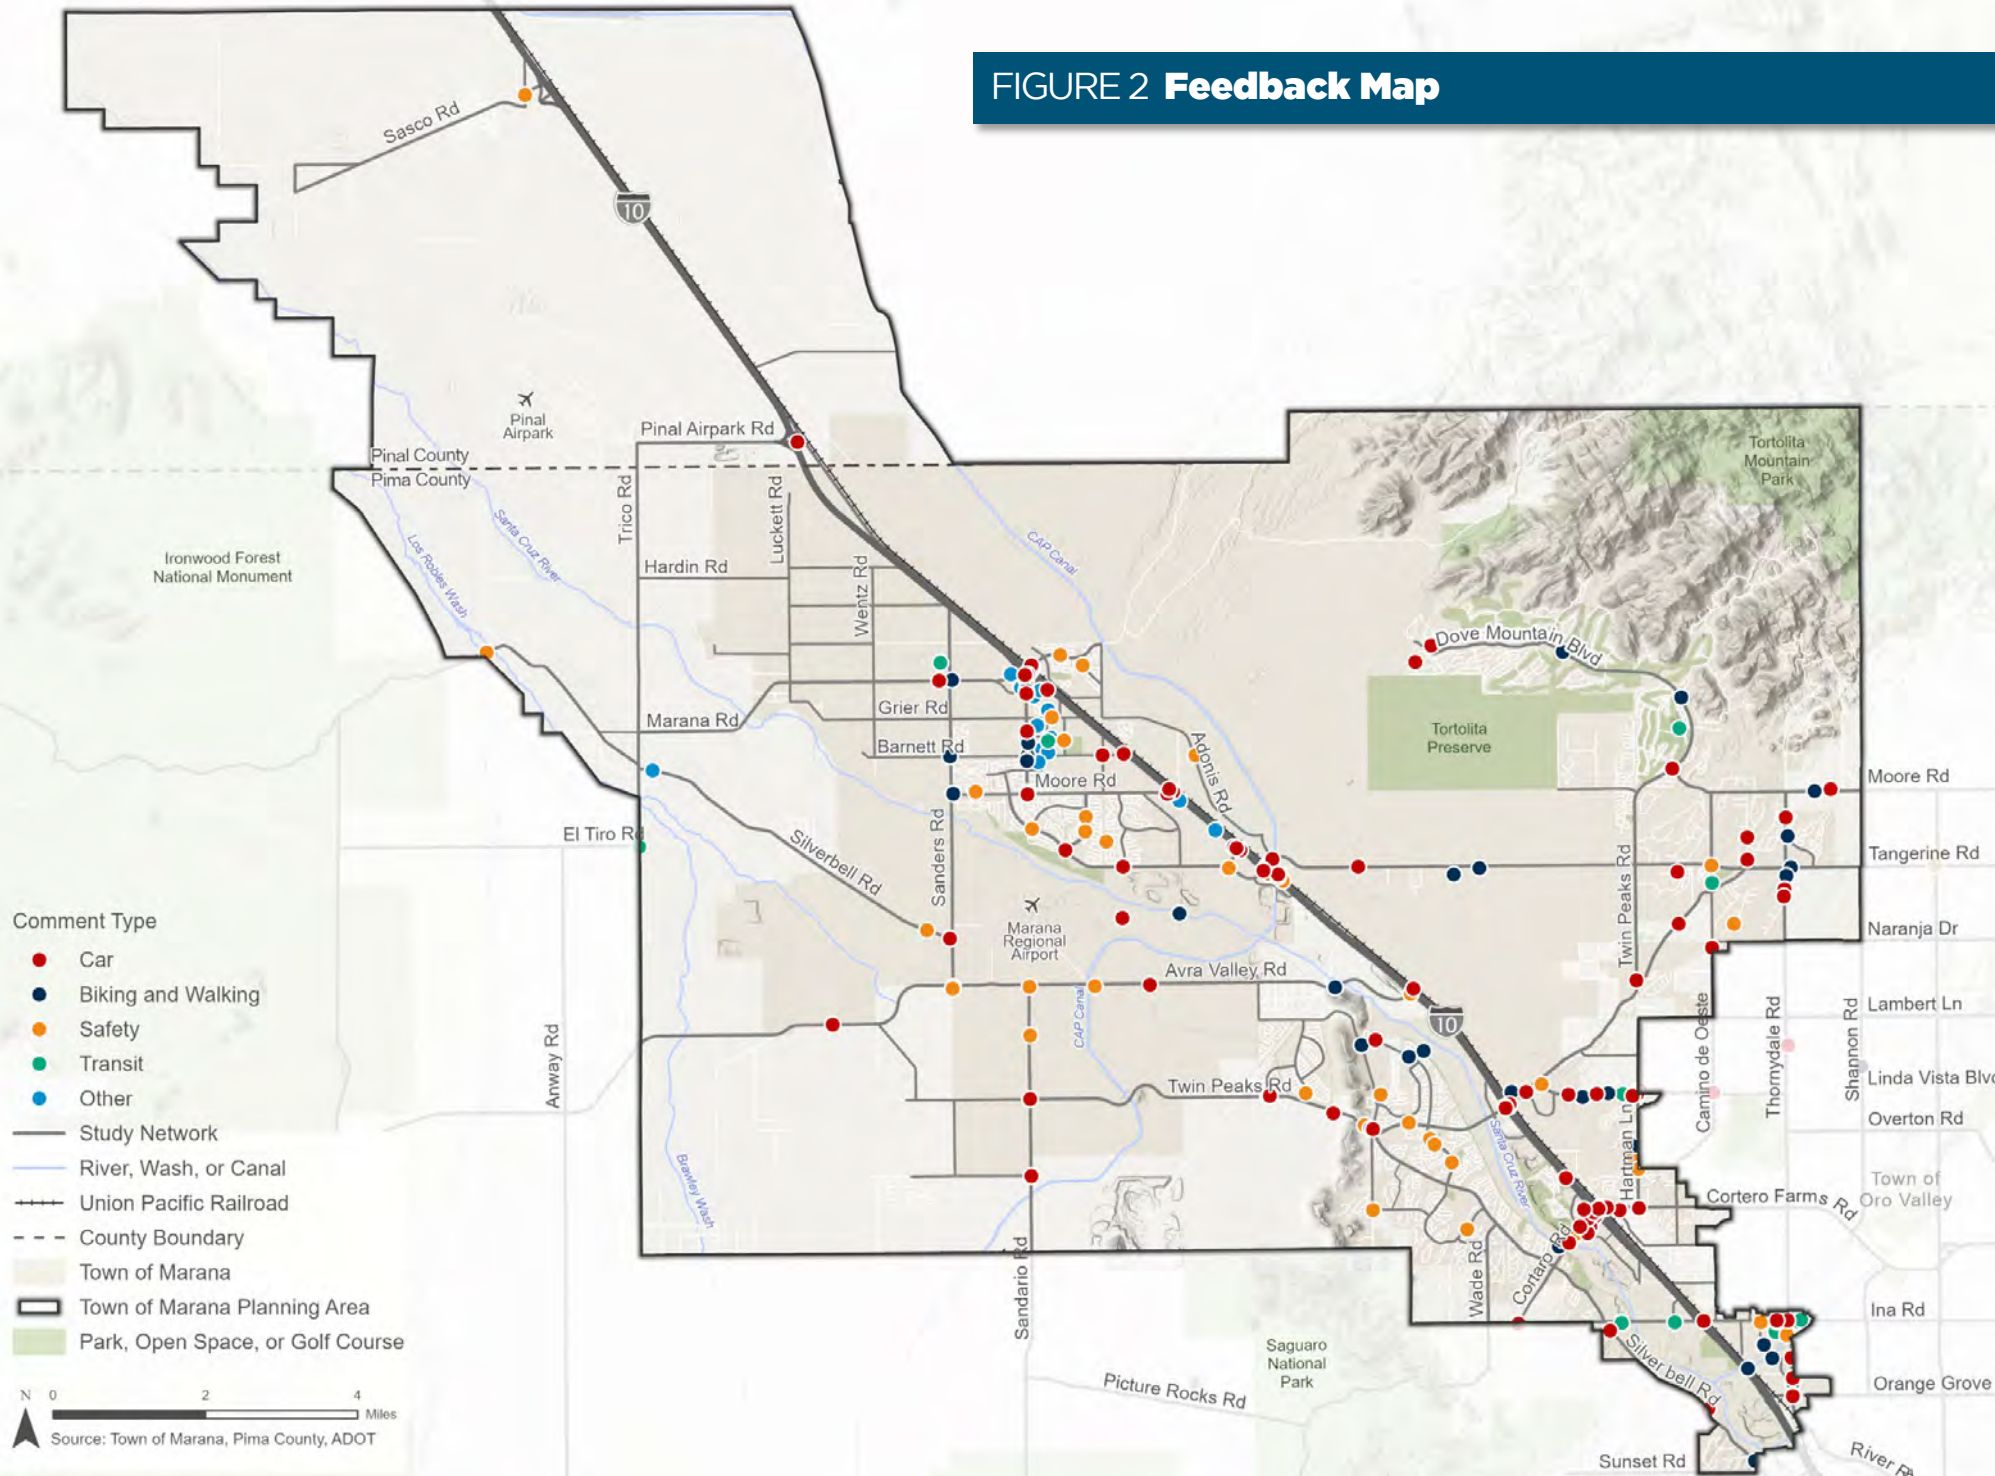 FIGURE 2 Feedback Map
Sasco Rd
10
Pinal
Airpark
Pinal Airpark Rd
Pinal County
Pima County
Tortolita
Mountain
Park
Trico Rd
Luckett Rd
Santa Cruz River
Los Robles Wash
CAP Canal
Ironwood Forest
National Monument
Hardin Rd
Wentz Rd
Dove Mountain Blvd
Marana Rd
Grier Rd
Barnett Rd
Adonis Rd
Tortolita
Preserve
Moore Rd
Moore Rd
El Tiro Rd
Silverbell Rd
Sanders Rd
Twin Peaks Rd
Tangerine Rd
Marana
Regional
Airport
Naranja Dr
Avra Valley Rd
CAP Canal
10
Camino de Oeste
Thornydale Rd
Shannon Rd
Lambert Ln
Anway Rd
Twin Peaks Rd
Linda Vista Blvd
Overton Rd
Hartman Ln
Santa Cruz River
Brawley Wash
Town of
Oro Valley
Cortero Farms Rd
Sandario Rd
Wade Rd
Cortaro Rd
Ina Rd
Silverbell Rd
Saguaro
National
Park
Picture Rocks Rd
Orange Grove
Sunset Rd
River R
Comment Type
Car
Biking and Walking
Safety
Transit
Other
Study Network
River, Wash, or Canal
Union Pacific Railroad
County Boundary
Town of Marana
Town of Marana Planning Area
Park, Open Space, or Golf Course
N 0 2 4
Miles
Source: Town of Marana, Pima County, ADOT